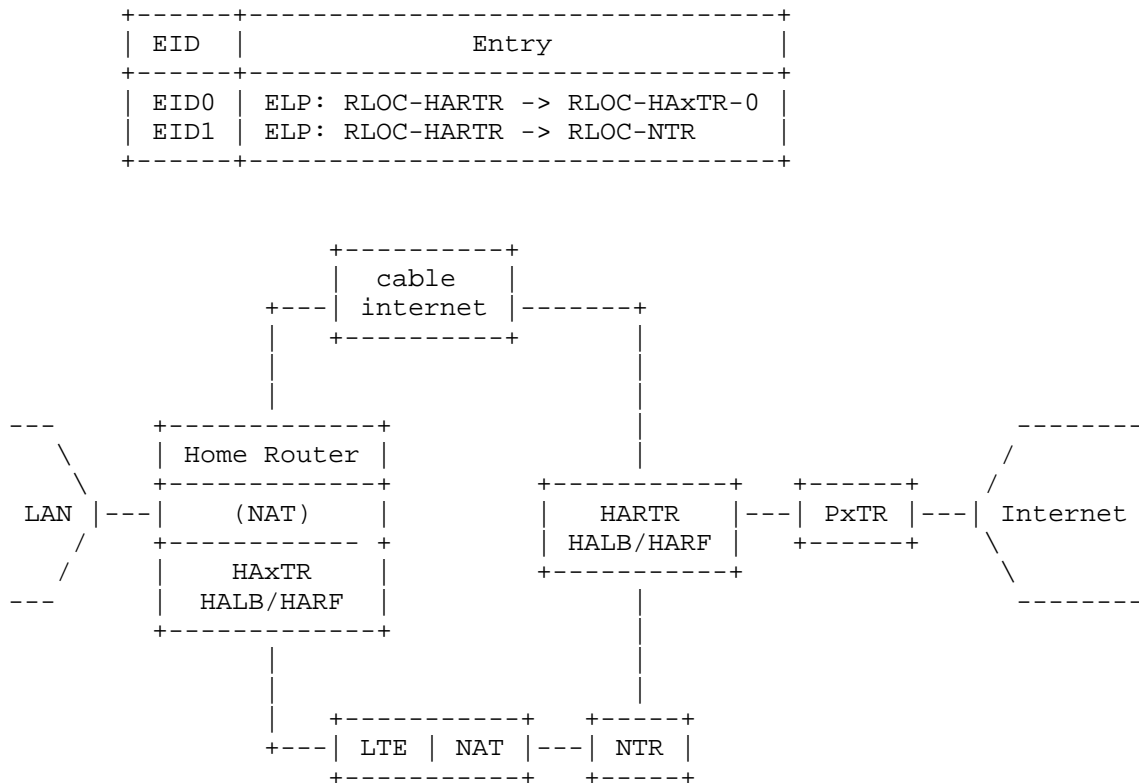 EID Entry
EID0 ELP: RLOC-HARTR -> RLOC-HAxTR-0
EID1 ELP: RLOC-HARTR -> RLOC-NTR
cable
internet
Home Router
(NAT)
HAxTR
HALB/HARF
LAN
HARTR
HALB/HARF
PxTR
Internet
LTE | NAT
NTR